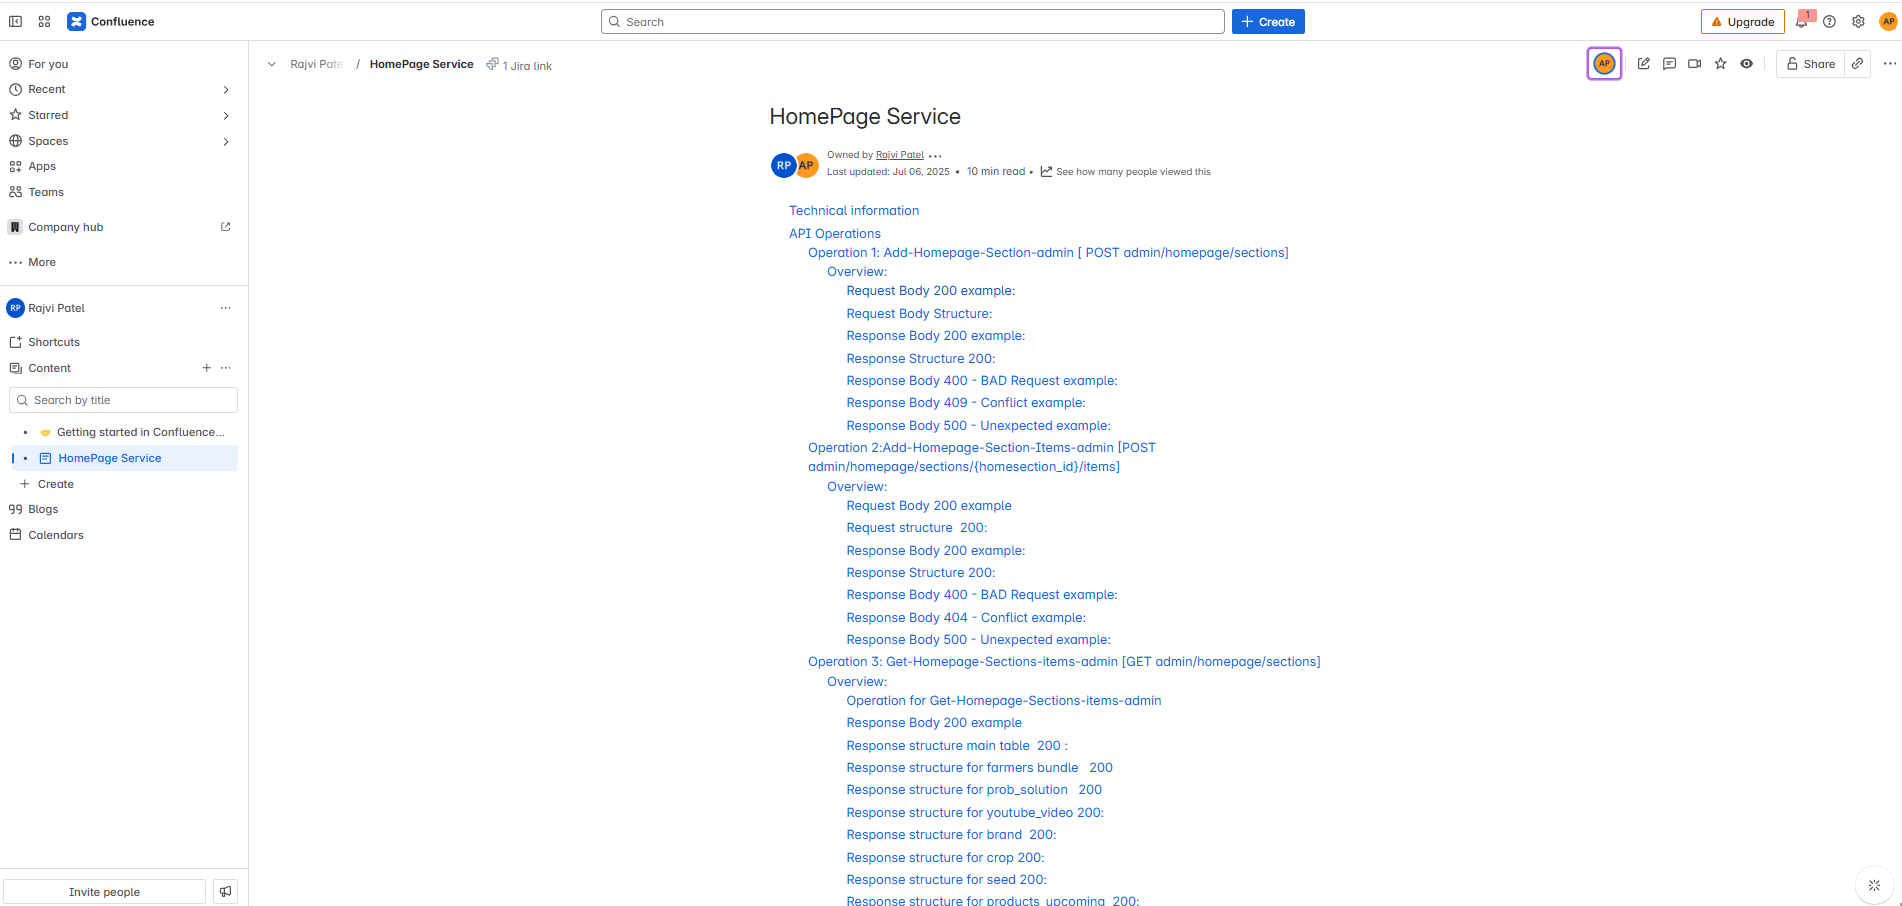 Confluence
Search
Create
Upgrade
1
AP
For you
Recent
Starred
Spaces
Apps
Teams
Company hub
More
RP Rajvi Patel
Shortcuts
Content
Search by title
Getting started in Confluence...
HomePage Service
Create
Blogs
Calendars
Invite people
Rajvi Pate / HomePage Service 1 Jira link
AP
Share
HomePage Service
RP AP
Owned by Rajvi Patel
Last updated: Jul 06, 2025 • 10 min read • See how many people viewed this
Technical information
API Operations
Operation 1: Add-Homepage-Section-admin [ POST admin/homepage/sections]
Overview:
Request Body 200 example:
Request Body Structure:
Response Body 200 example:
Response Structure 200:
Response Body 400 - BAD Request example:
Response Body 409 - Conflict example:
Response Body 500 - Unexpected example:
Operation 2:Add-Homepage-Section-Items-admin [POST
admin/homepage/sections/{homesection_id}/items]
Overview:
Request Body 200 example
Request structure  200:
Response Body 200 example:
Response Structure 200:
Response Body 400 - BAD Request example:
Response Body 404 - Conflict example:
Response Body 500 - Unexpected example:
Operation 3: Get-Homepage-Sections-items-admin [GET admin/homepage/sections]
Overview:
Operation for Get-Homepage-Sections-items-admin
Response Body 200 example
Response structure main table  200 :
Response structure for farmers bundle  200
Response structure for prob_solution  200
Response structure for youtube_video 200:
Response structure for brand  200:
Response structure for crop 200:
Response structure for seed 200:
Response structure for products_upcoming  200: